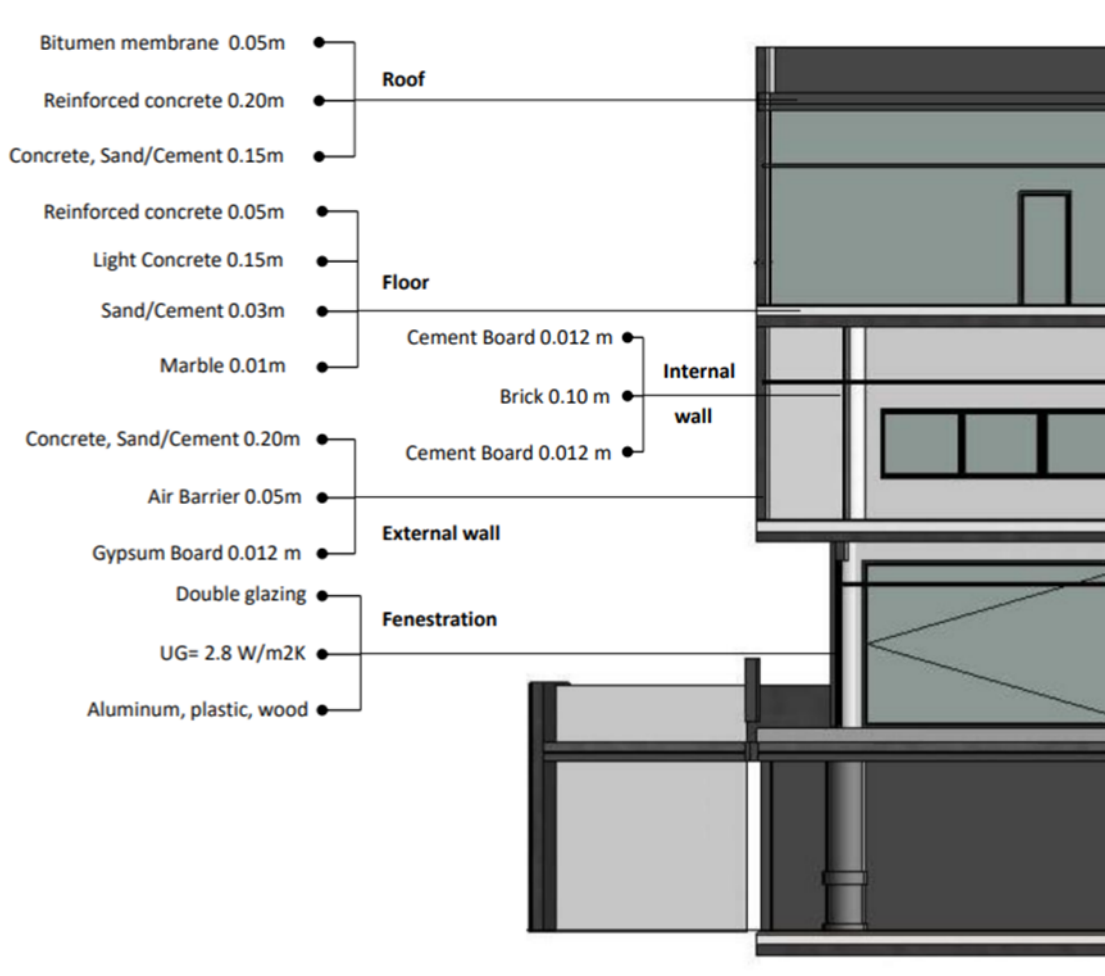 Bitumen membrane 0.05m
Reinforced concrete 0.20m
Concrete, Sand/Cement 0.15m
Roof
Reinforced concrete 0.05m
Light Concrete 0.15m
Sand/Cement 0.03m
Marble 0.01m
Floor
Cement Board 0.012 m
Brick 0.10 m
Cement Board 0.012 m
Internal
wall
Concrete, Sand/Cement 0.20m
Air Barrier 0.05m
Gypsum Board 0.012 m
External wall
Double glazing
UG= 2.8 W/m2K
Aluminum, plastic, wood
Fenestration